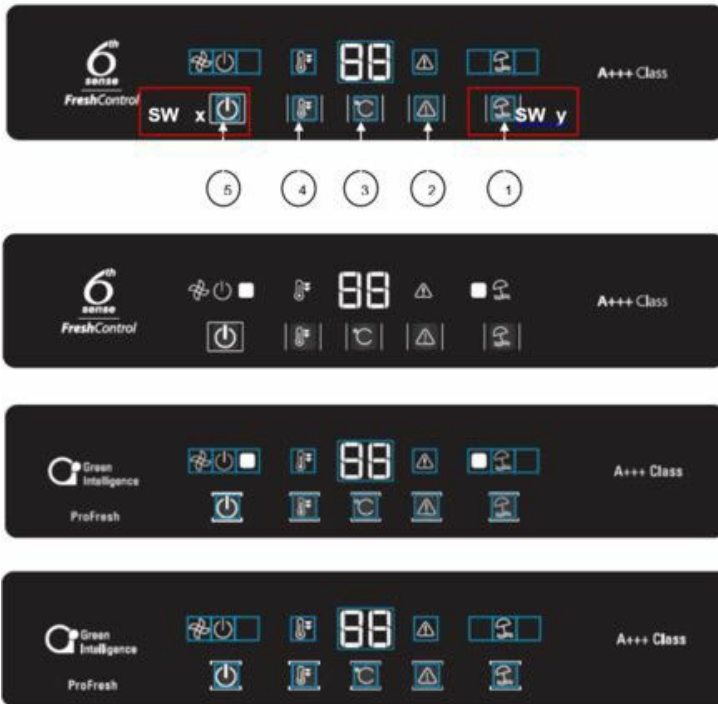 6th
sense
FreshControl
88
A+++ Class
SW x
°C
SW y
5 4 3 2 1
6th
sense
FreshControl
88
A+++ Class
°C
Green
Intelligence
ProFresh
88
A+++ Class
°C
Green
Intelligence
ProFresh
88
A+++ Class
°C